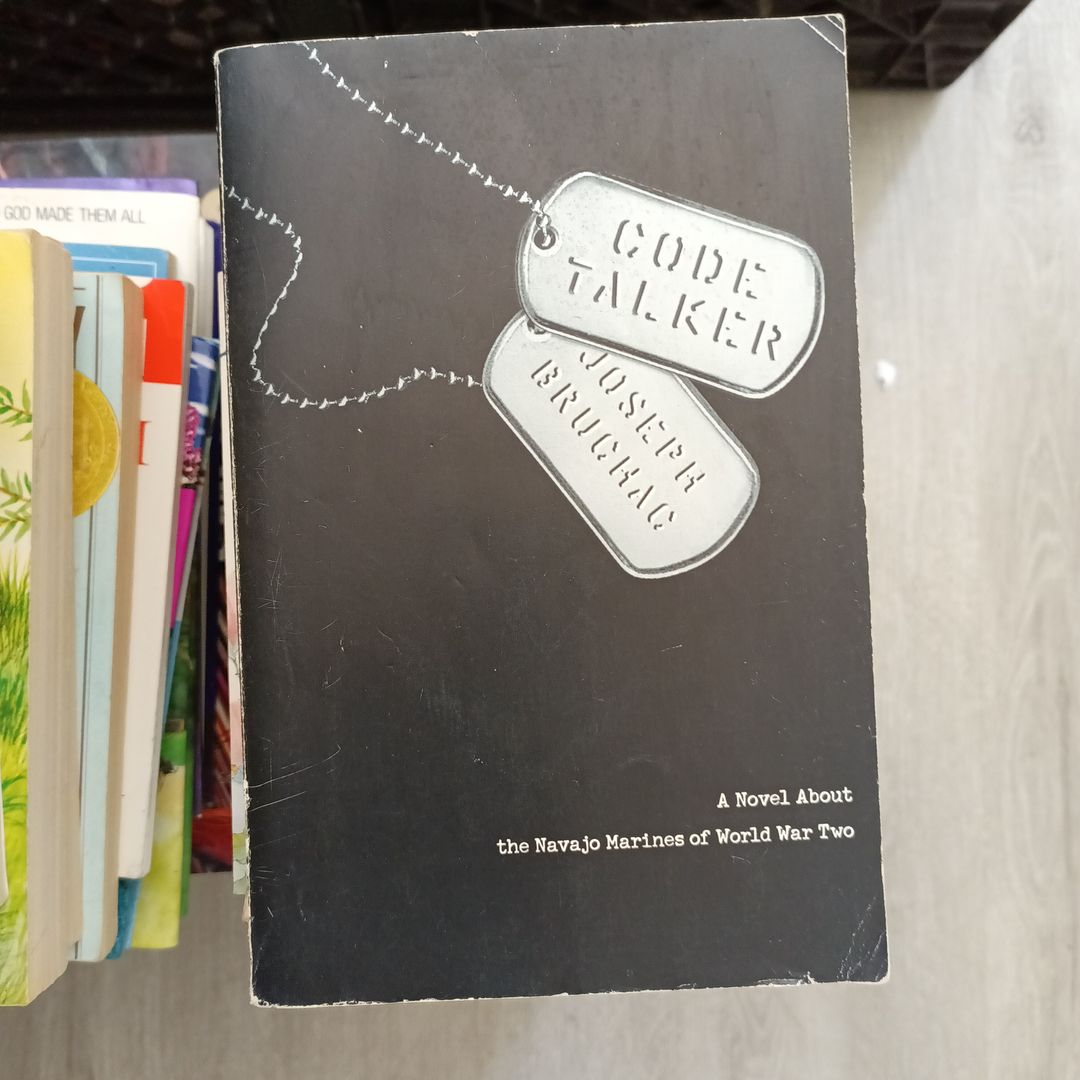 GOD MADE THEM ALL
CODE
TALKER
JOSEPH
BRUCHAC
A Novel About
the Navajo Marines of World War Two